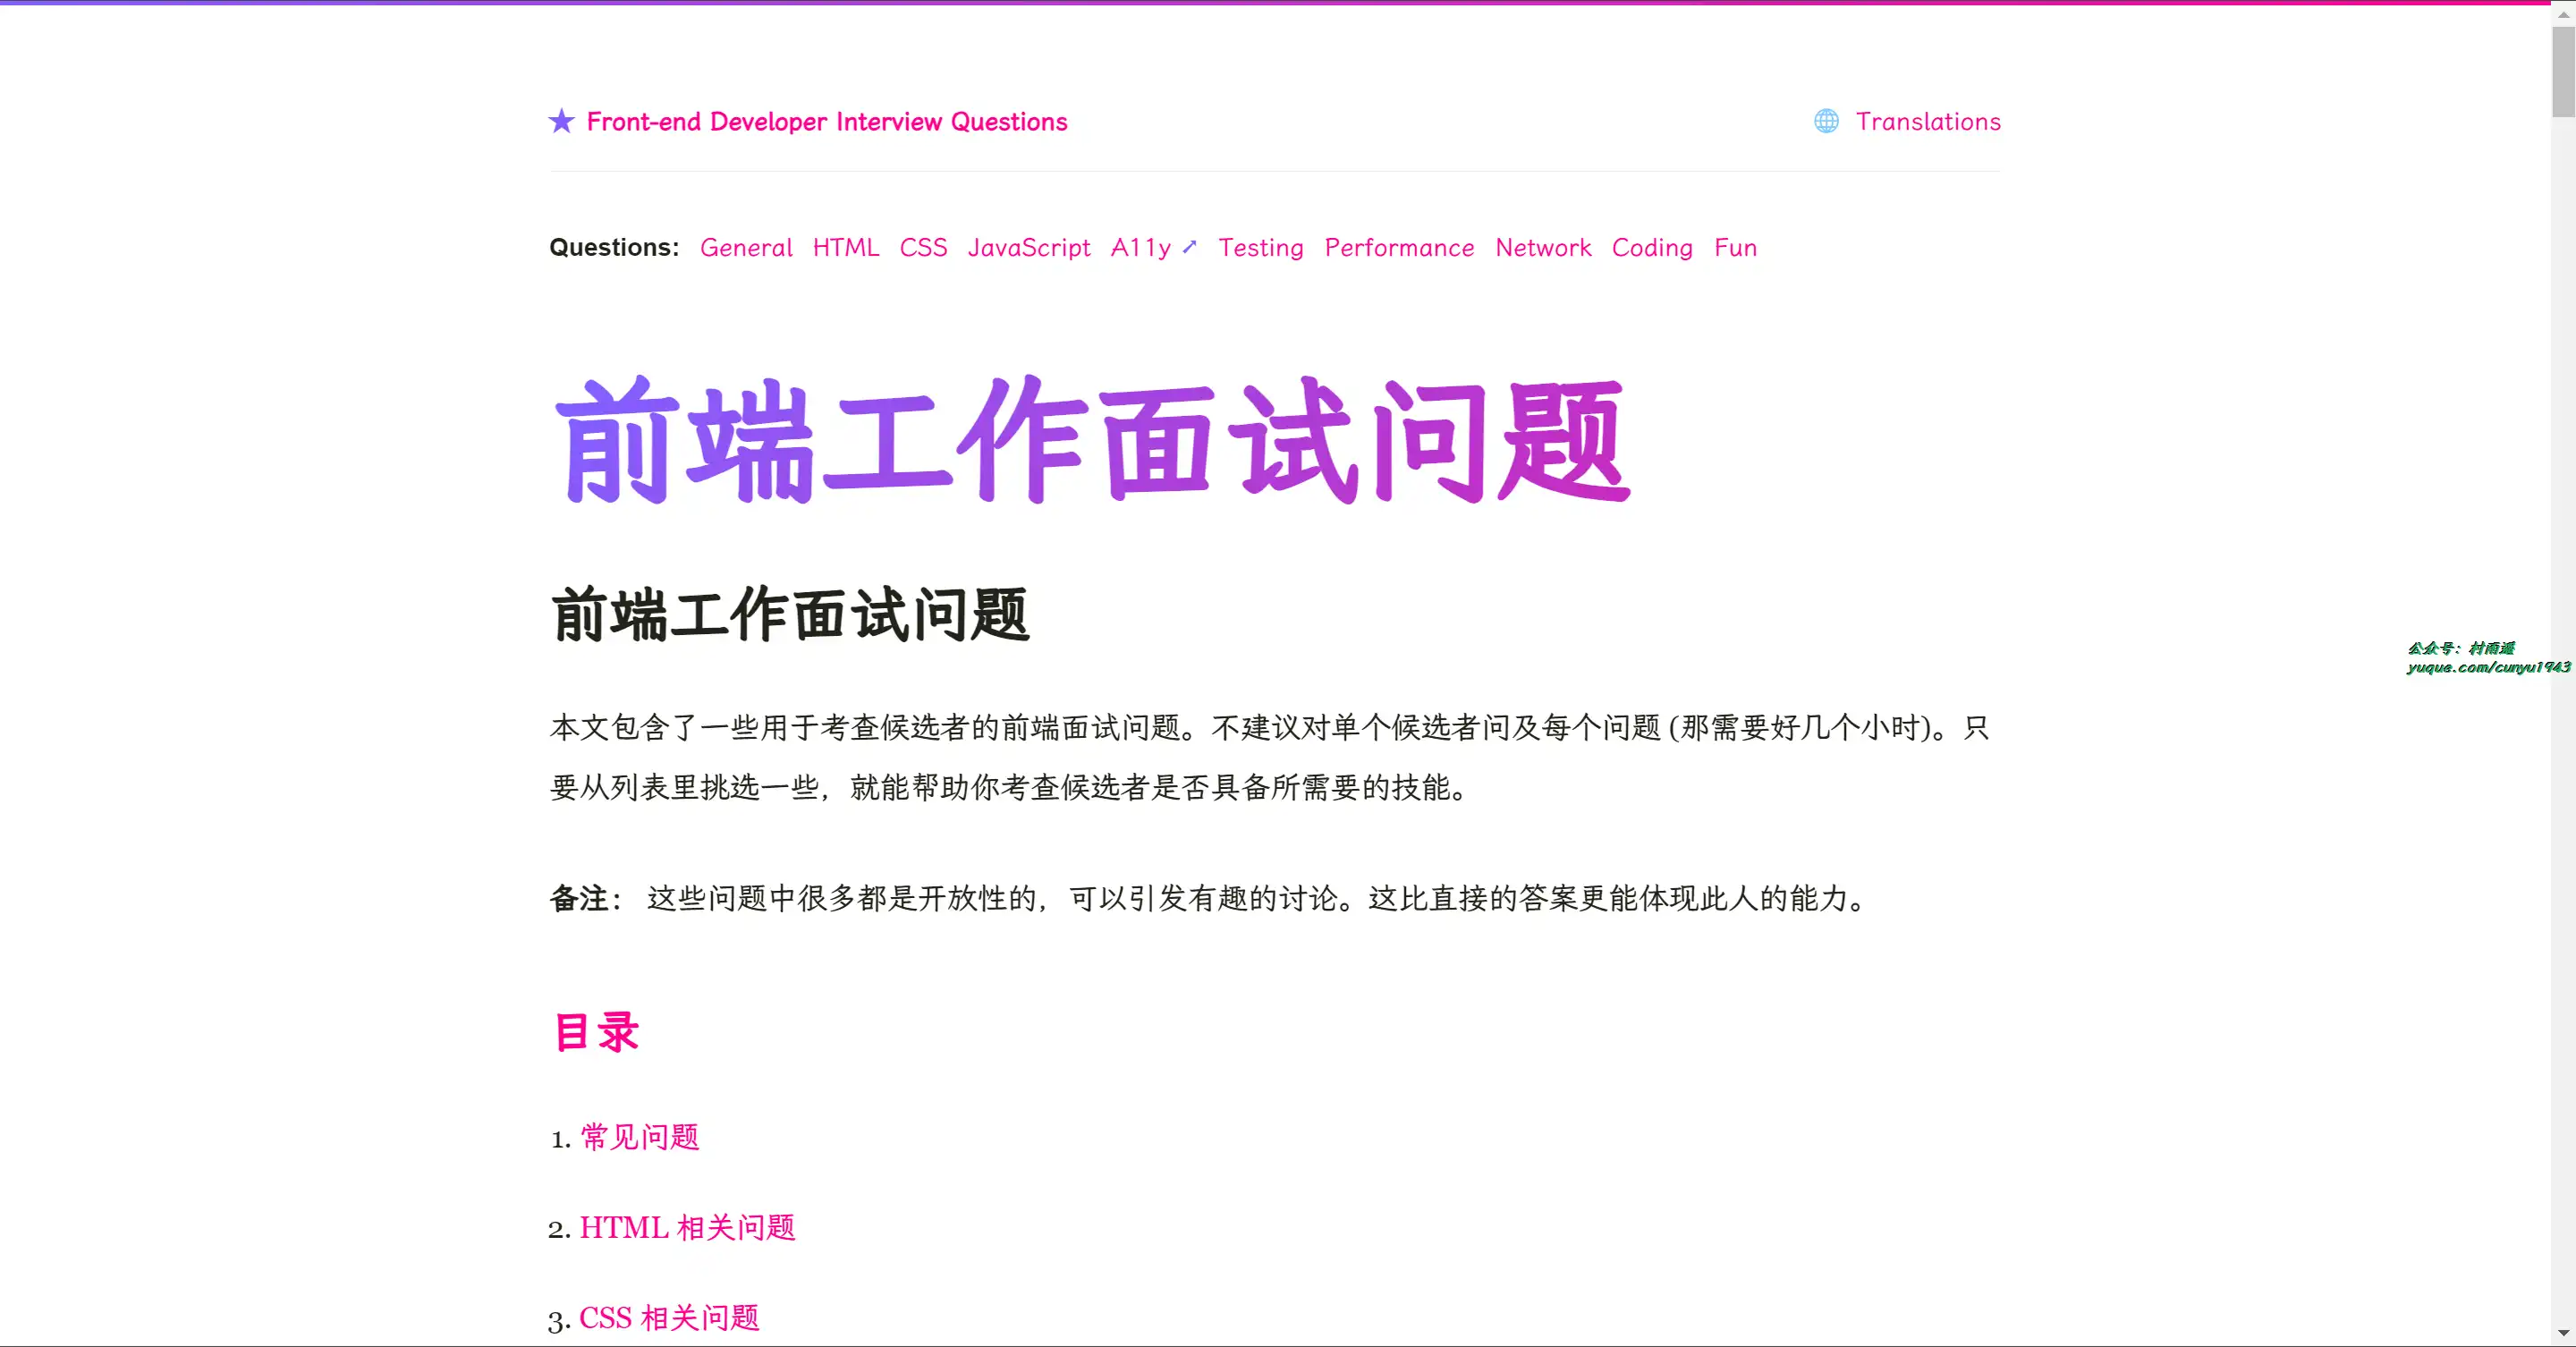 ★ Front-end Developer Interview Questions
Translations
Questions: General HTML CSS JavaScript A11y ➚ Testing Performance Network Coding Fun
前端工作面试问题
前端工作面试问题
公众号：村雨遥
yuque.com/cunyu1943
本文包含了一些用于考查候选者的前端面试问题。不建议对单个候选者问及每个问题 (那需要好几个小时)。只
要从列表里挑选一些，就能帮助你考查候选者是否具备所需要的技能。
备注： 这些问题中很多都是开放性的，可以引发有趣的讨论。这比直接的答案更能体现此人的能力。
目录
1. 常见问题
2. HTML 相关问题
3. CSS 相关问题